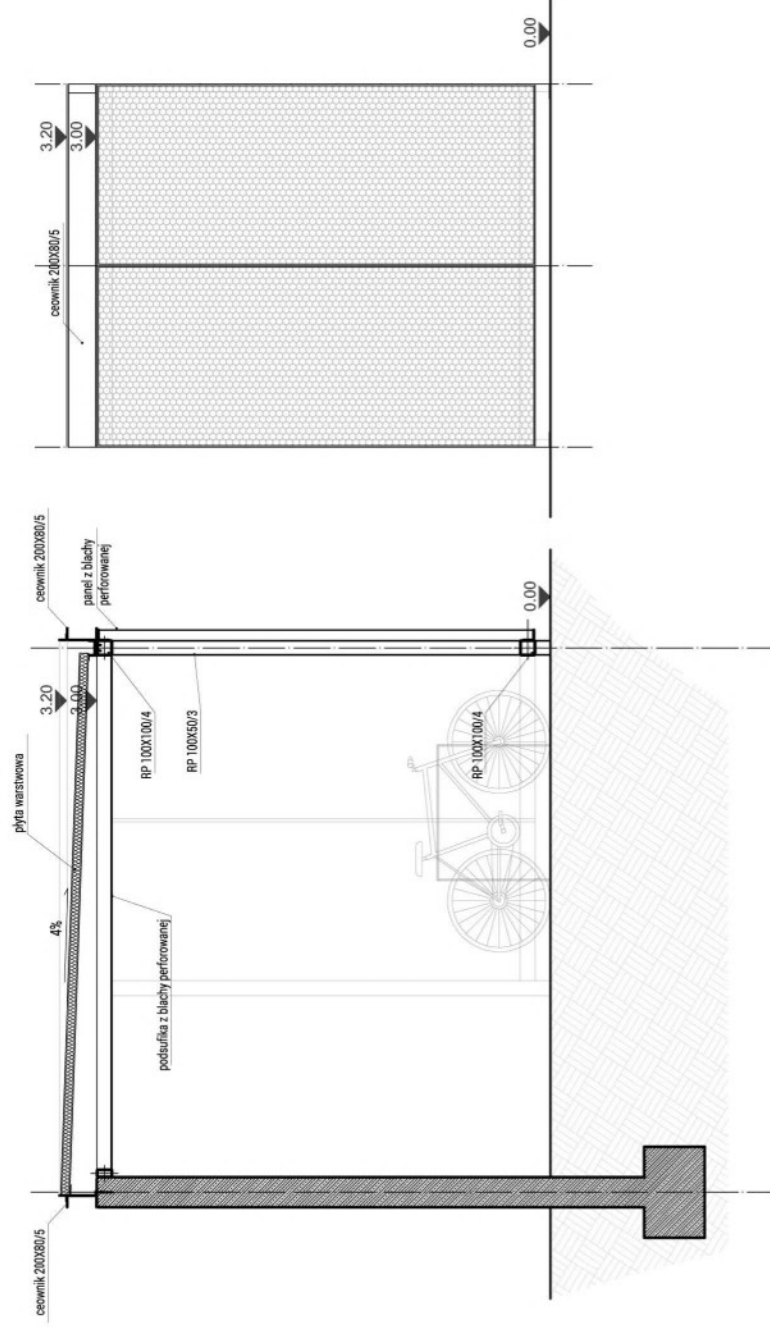 ceownik 200X80/5
płyta warstwowa
4%
3.20
3.00
ceownik 200X80/5
panel z blachy
perforowanej
podsufika z blachy perforowanej
RP 100X100/4
RP 100X50/3
RP 100X100/4
0.00
ceownik 200X80/5
3.20
3.00
0.00